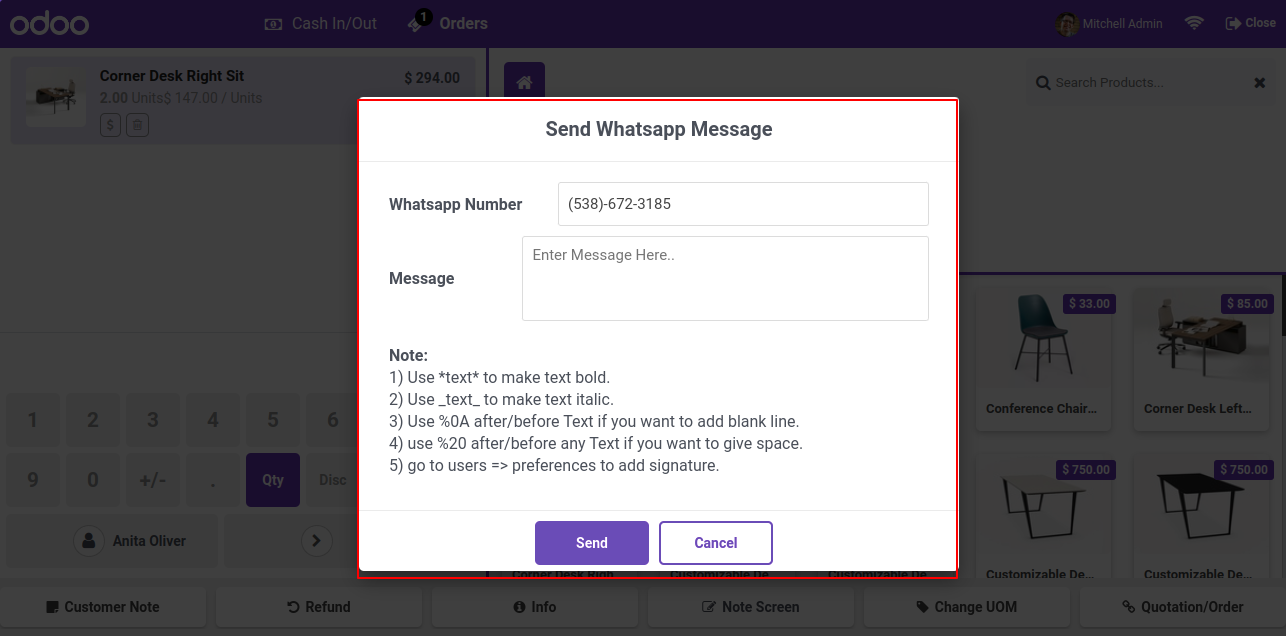 odoo
Cash In/Out
1
Orders
Mitchell Admin
Close
Corner Desk Right Sit
$ 294.00
2.00 Units$ 147.00 / Units
$
Search Products...
Send Whatsapp Message
Whatsapp Number
(538)-672-3185
Message
Enter Message Here..
Note:
1) Use *text* to make text bold.
2) Use _text_ to make text italic.
3) Use %0A after/before Text if you want to add blank line.
4) use %20 after/before any Text if you want to give space.
5) go to users => preferences to add signature.
Send
Cancel
$ 33.00
$ 85.00
Conference Chair...
Corner Desk Left...
$ 750.00
$ 750.00
Corner Desk Righ
Customizable De
Customizable De
Customizable De...
Customizable De...
1 2 3 4 5 6
9 0 +/- . Qty Disc
Anita Oliver
Customer Note
Refund
Info
Note Screen
Change UOM
Quotation/Order